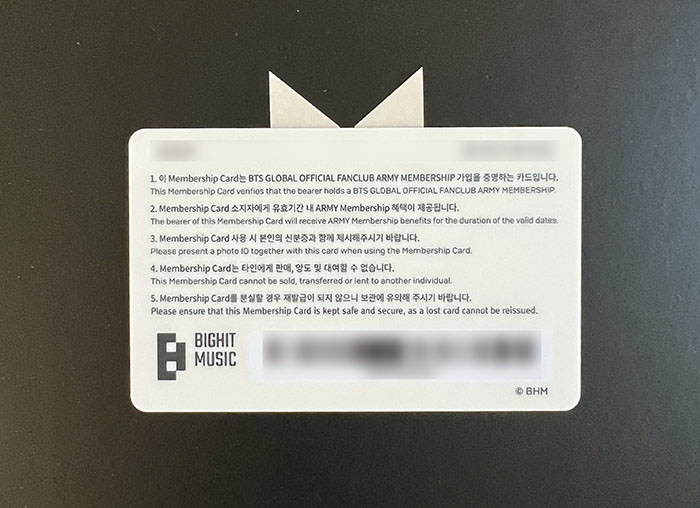 1. 이 Membership Card는 BTS GLOBAL OFFICIAL FANCLUB ARMY MEMBERSHIP 가입을 증명하는 카드입니다.
This Membership Card verifies that the bearer holds a BTS GLOBAL OFFICIAL FANCLUB ARMY MEMBERSHIP.
2. Membership Card 소지자에게 유효기간 내 ARMY Membership 혜택이 제공됩니다.
The bearer of this Membership Card will receive ARMY Membership benefits for the duration of the valid dates.
3. Membership Card 사용 시 본인의 신분증과 함께 제시해주시기 바랍니다.
Please present a photo ID together with this card when using the Membership Card.
4. Membership Card는 타인에게 판매, 양도 및 대여할 수 없습니다.
This Membership Card cannot be sold, transferred or lent to another individual.
5. Membership Card를 분실할 경우 재발급이 되지 않으니 보관에 유의해 주시기 바랍니다.
Please ensure that this Membership Card is kept safe and secure, as a lost card cannot be reissued.
BIGHIT
MUSIC
© BHM